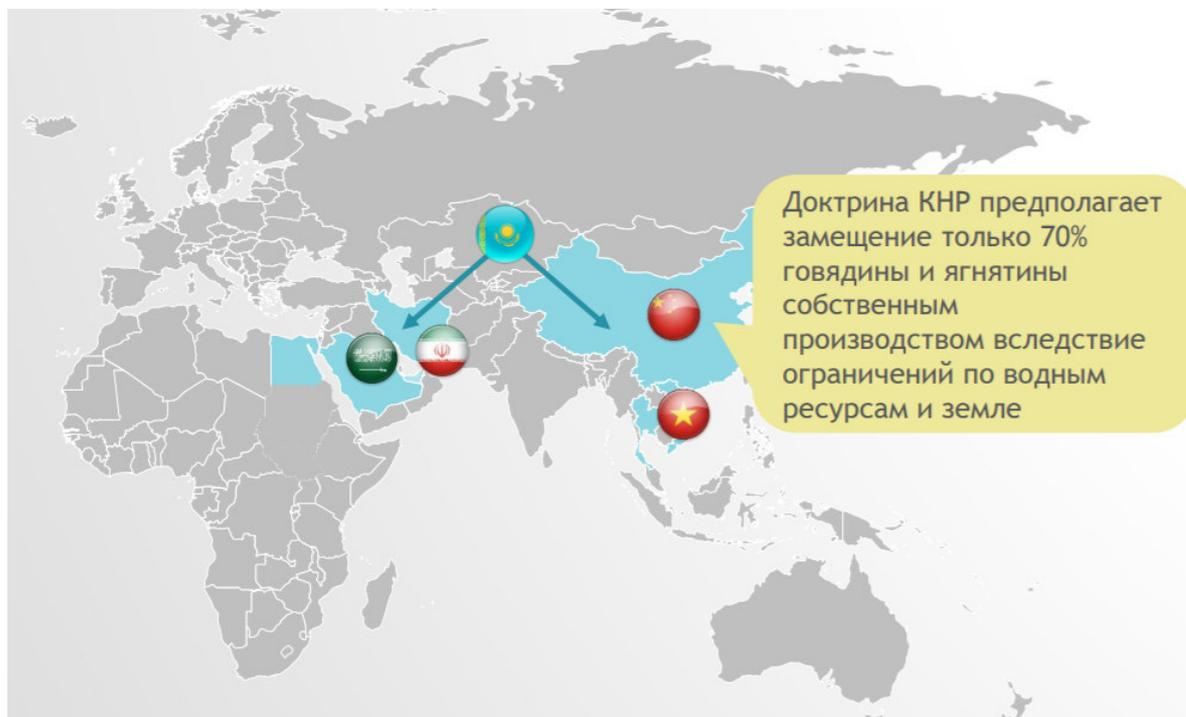 Доктрина КНР предполагает
замещение только 70%
говядины и ягнятины
собственным
производством вследствие
ограничений по водным
ресурсам и земле